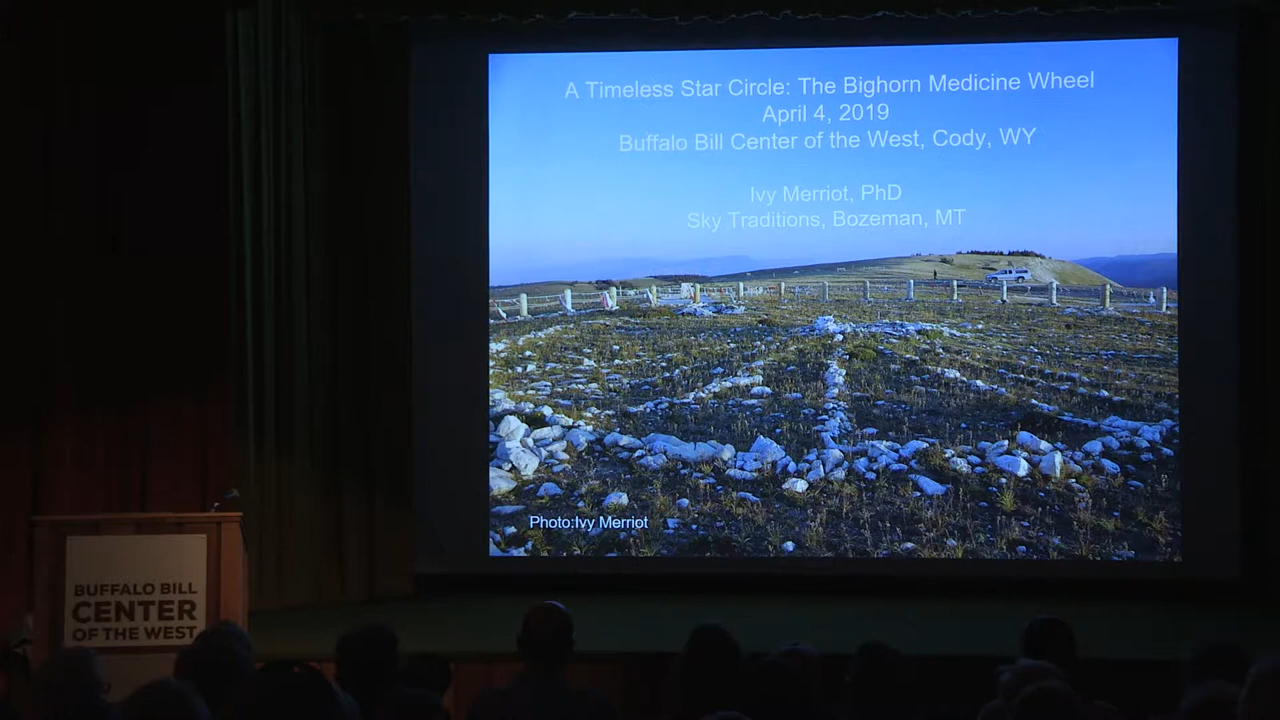 A Timeless Star Circle: The Bighorn Medicine Wheel
April 4, 2019
Buffalo Bill Center of the West, Cody, WY
Ivy Merriot, PhD
Sky Traditions, Bozeman, MT
Photo:Ivy Merriot
BUFFALO BILL
CENTER
OF THE WEST